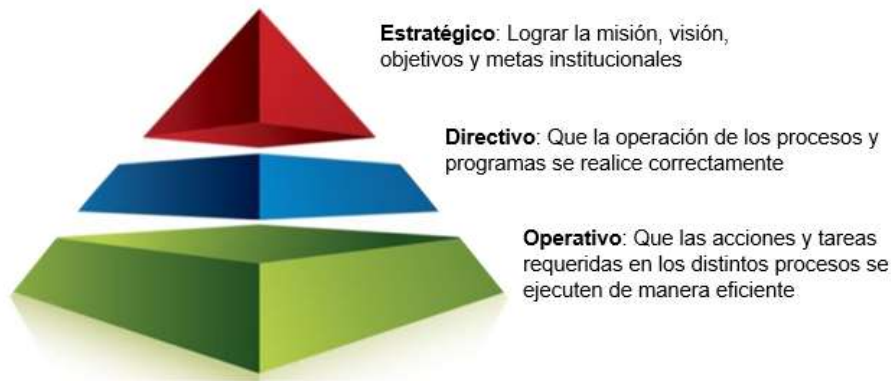 Estratégico: Lograr la misión, visión,
objetivos y metas institucionales
Directivo: Que la operación de los procesos y
programas se realice correctamente
Operativo: Que las acciones y tareas
requeridas en los distintos procesos se
ejecuten de manera eficiente